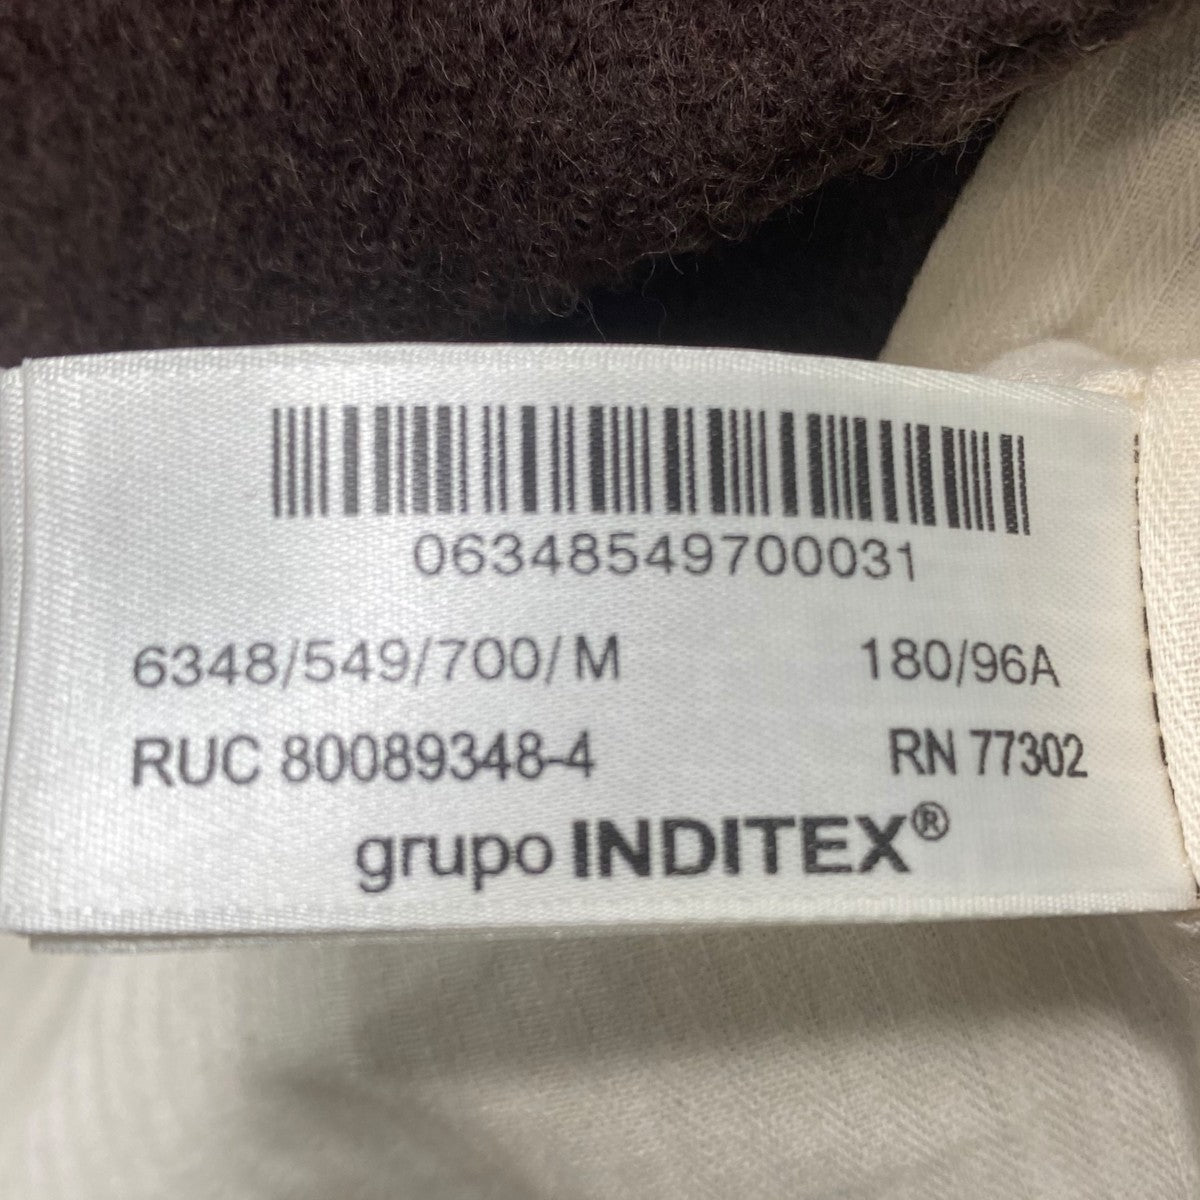 06348549700031
6348/549/700/M 180/96A
RUC 80089348-4 RN 77302
grupo INDITEX®